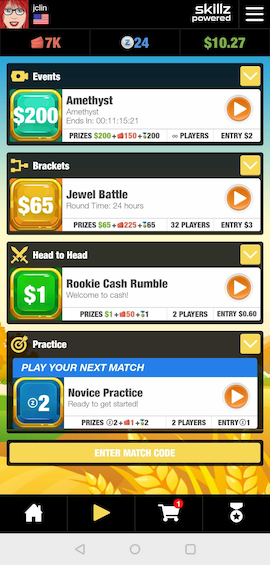 jclin
skillz
powered
7K
Z24
$10.27
Events
$200
Amethyst
Amethyst
Ends In: 00:11:15:21
PRIZES $200+150+200
∞ PLAYERS
ENTRY $2
Brackets
$65
Jewel Battle
Round Time: 24 hours
PRIZES $65+225+65
32 PLAYERS
ENTRY $3
Head to Head
$1
Rookie Cash Rumble
Welcome to cash!
PRIZES $1+50+1
2 PLAYERS
ENTRY $0.60
Practice
PLAY YOUR NEXT MATCH
Z2
Novice Practice
Ready to get started!
PRIZES Z2+1+2
2 PLAYERS
ENTRY Z1
ENTER MATCH CODE
1